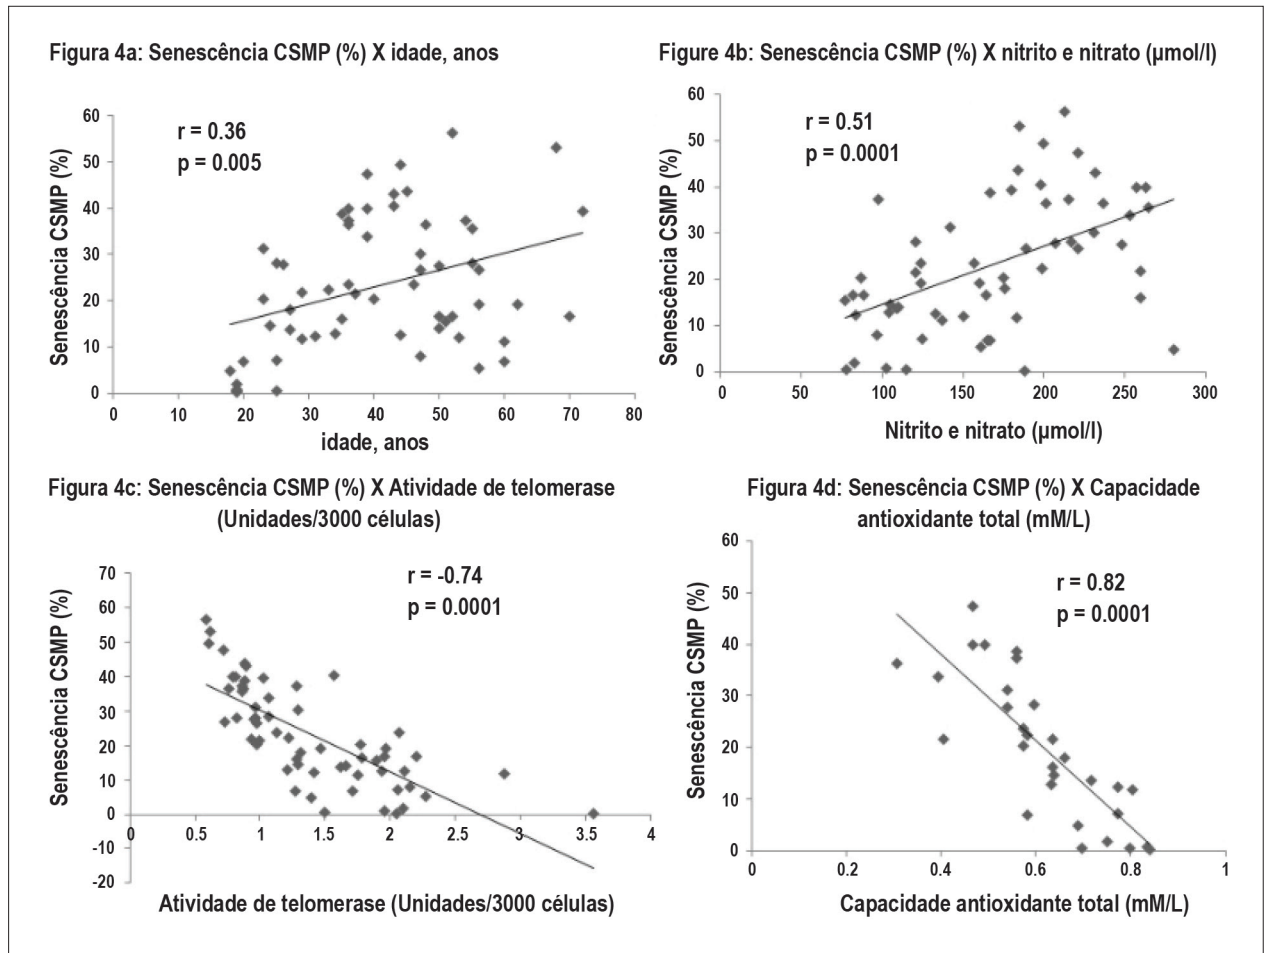 Figura 4a: Senescência CSMP (%) X idade, anos
r = 0.36
p = 0.005
Senescência CSMP (%)
60
50
40
30
20
10
0
0 10 20 30 40 50 60 70 80
idade, anos
Figure 4b: Senescência CSMP (%) X nitrito e nitrato (µmol/l)
r = 0.51
p = 0.0001
Senescência CSMP (%)
60
50
40
30
20
10
0
0 50 100 150 200 250 300
Nitrito e nitrato (µmol/l)
Figura 4c: Senescência CSMP (%) X Atividade de telomerase
(Unidades/3000 células)
r = -0.74
p = 0.0001
Senescência CSMP (%)
70
60
50
40
30
20
10
0
-10
-20
0 0.5 1 1.5 2 2.5 3 3.5 4
Atividade de telomerase (Unidades/3000 células)
Figura 4d: Senescência CSMP (%) X Capacidade
antioxidante total (mM/L)
r = 0.82
p = 0.0001
Senescência CSMP (%)
60
50
40
30
20
10
0
0 0.2 0.4 0.6 0.8 1
Capacidade antioxidante total (mM/L)